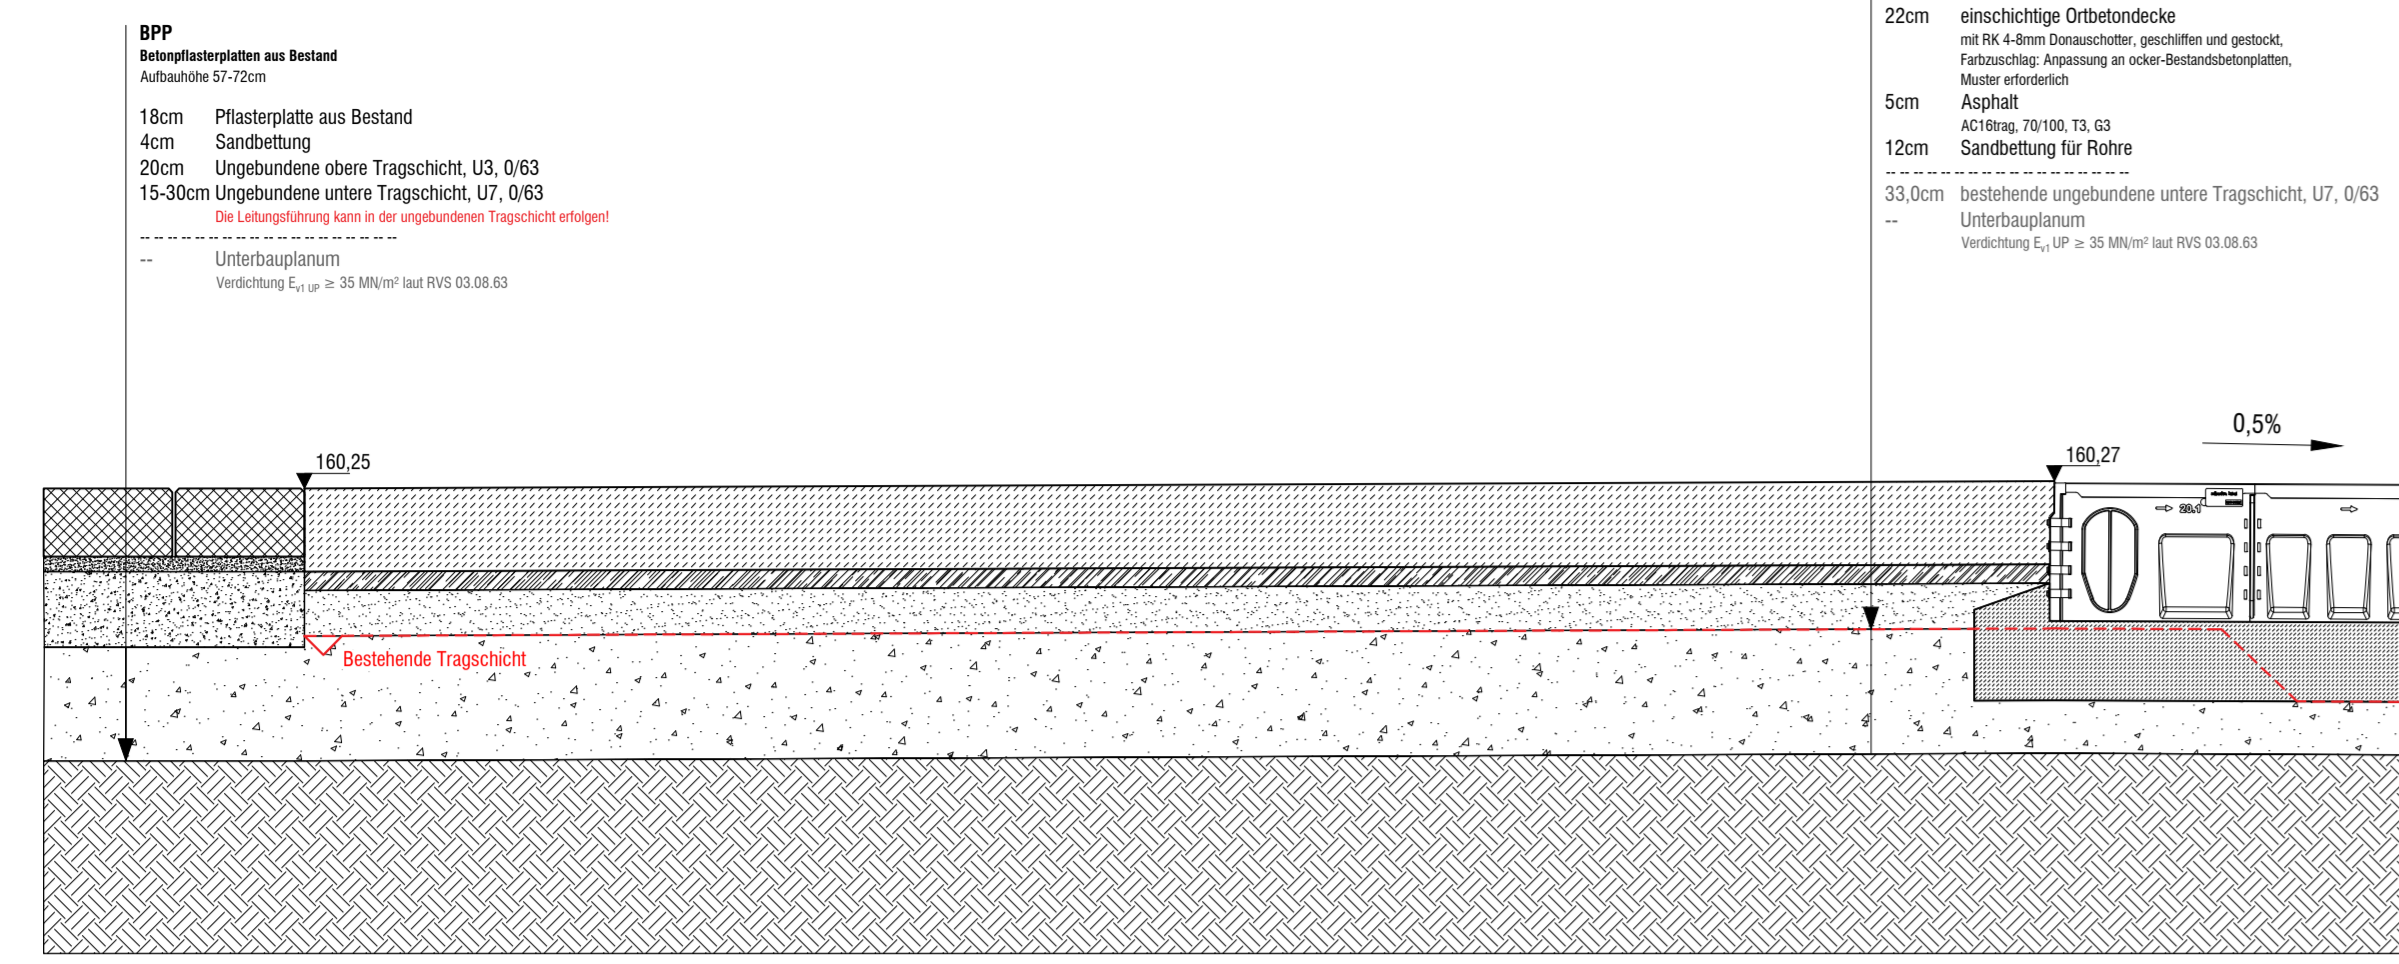 BPP
Betonpflasterplatten aus Bestand
Aufbauhöhe 57-72cm
18cm Pflasterplatte aus Bestand
4cm Sandbettung
20cm Ungebundene obere Tragschicht, U3, 0/63
15-30cm Ungebundene untere Tragschicht, U7, 0/63
Die Leitungsführung kann in der ungebundenen Tragschicht erfolgen!
-- -- -- -- -- -- -- -- -- -- -- -- -- -- -- -- -- -- --
-- Unterbauplanum
Verdichtung Ev1 UP ≥ 35 MN/m² laut RVS 03.08.63
22cm einschichtige Ortbetondecke
mit RK 4-8mm Donauschotter, geschliffen und gestockt,
Farbzuschlag: Anpassung an ocker-Bestandsbetonplatten,
Muster erforderlich
5cm Asphalt
AC16trag, 70/100, T3, G3
12cm Sandbettung für Rohre
-- -- -- -- -- -- -- -- -- -- -- -- -- -- -- -- -- --
33,0cm bestehende ungebundene untere Tragschicht, U7, 0/63
-- Unterbauplanum
Verdichtung Ev1 UP ≥ 35 MN/m² laut RVS 03.08.63
0,5%
160,25
160,27
20.1
Bestehende Tragschicht